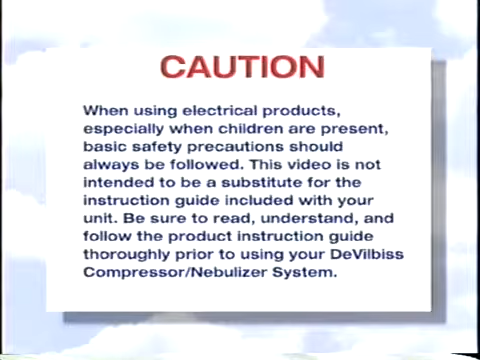 CAUTION
When using electrical products,
especially when children are present,
basic safety precautions should
always be followed. This video is not
intended to be a substitute for the
instruction guide included with your
unit. Be sure to read, understand, and
follow the product instruction guide
thoroughly prior to using your DeVilbiss
Compressor/Nebulizer System.